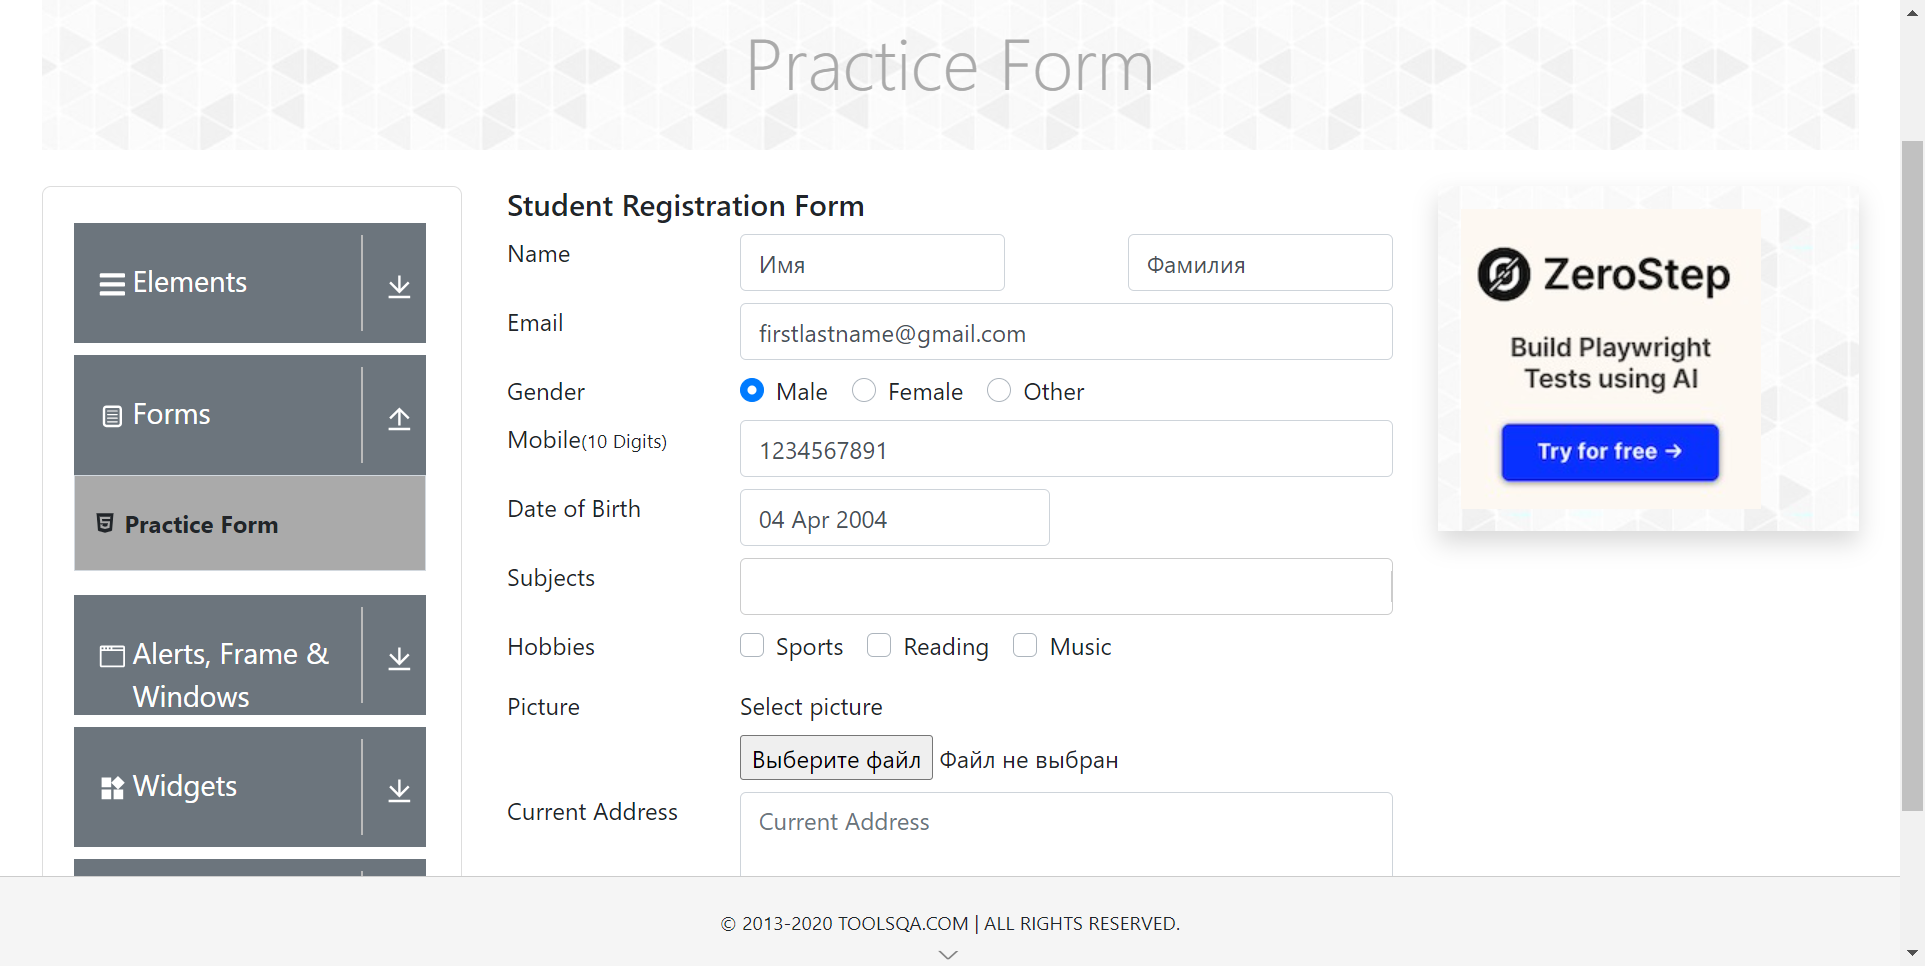 Practice Form
Elements
Forms
Practice Form
Alerts, Frame &
Windows
Widgets
Student Registration Form
Name
Имя
Фамилия
Email
firstlastname@gmail.com
Gender
Male
Female
Other
Mobile(10 Digits)
1234567891
Date of Birth
04 Apr 2004
Subjects
Hobbies
Sports
Reading
Music
Picture
Select picture
Выберите файл
Файл не выбран
Current Address
Current Address
ZeroStep
Build Playwright
Tests using AI
Try for free →
© 2013-2020 TOOLSQA.COM | ALL RIGHTS RESERVED.